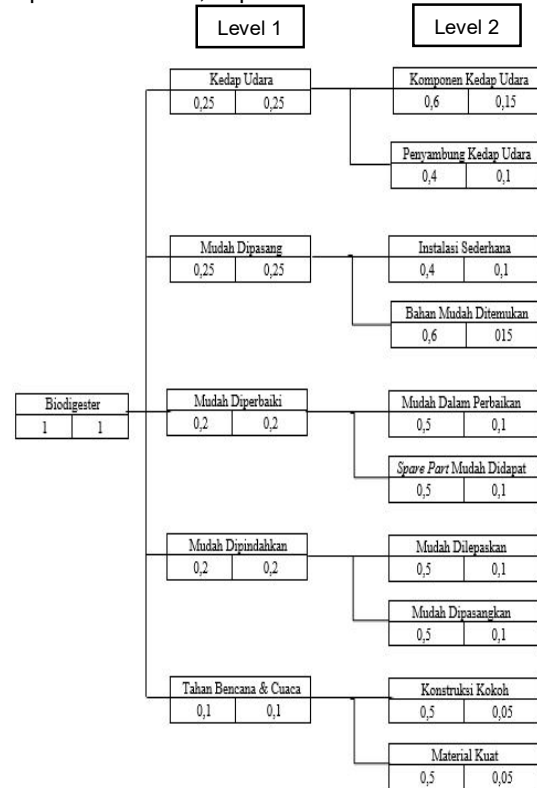 Level 1 Level 2
Kedap Udara Komponen Kedap Udara
0,25 0,25 0,6 0,15
Penyambung Kedap Udara
0,4 0,1
Mudah Dipasang Instalasi Sederhana
0,25 0,25 0,4 0,1
Bahan Mudah Ditemukan
0,6 015
Biodigester Mudah Diperbaiki Mudah Dalam Perbaikan
1 1 0,2 0,2 0,5 0,1
Spare Part Mudah Didapat
0,5 0,1
Mudah Dipindahkan Mudah Dilepaskan
0,2 0,2 0,5 0,1
Mudah Dipasangkan
0,5 0,1
Tahan Bencana & Cuaca Konstruksi Kokoh
0,1 0,1 0,5 0,05
Material Kuat
0,5 0,05